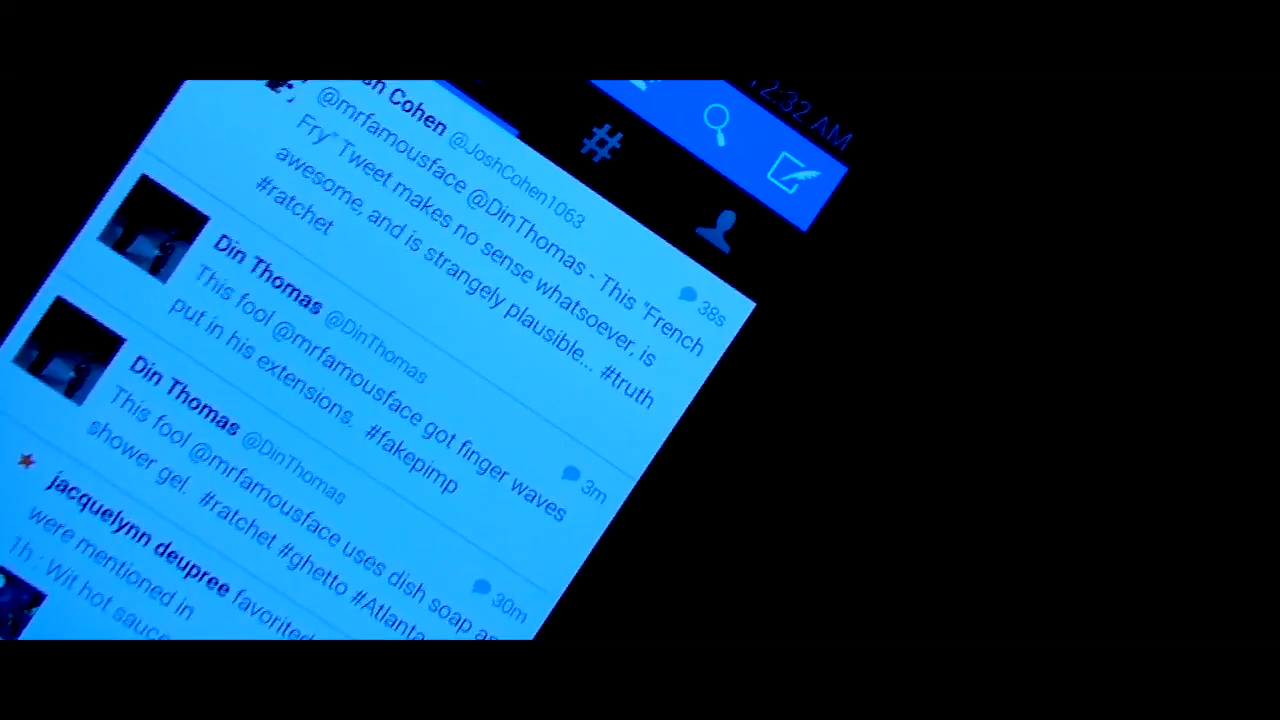 12:32 AM
#
sh Cohen @JoshCohen1063 38s
@mrfamousface @DinThomas - This "French
Fry" Tweet makes no sense whatsoever, is
awesome, and is strangely plausible... #truth
#ratchet
Din Thomas @DinThomas 3m
This fool @mrfamousface got finger waves
put in his extensions. #fakepimp
Din Thomas @DinThomas 30m
This fool @mrfamousface uses dish soap as
shower gel. #ratchet #ghetto #Atlanta
jacquelynn deupree favorited
were mentioned in
1h : Wit hot sauce